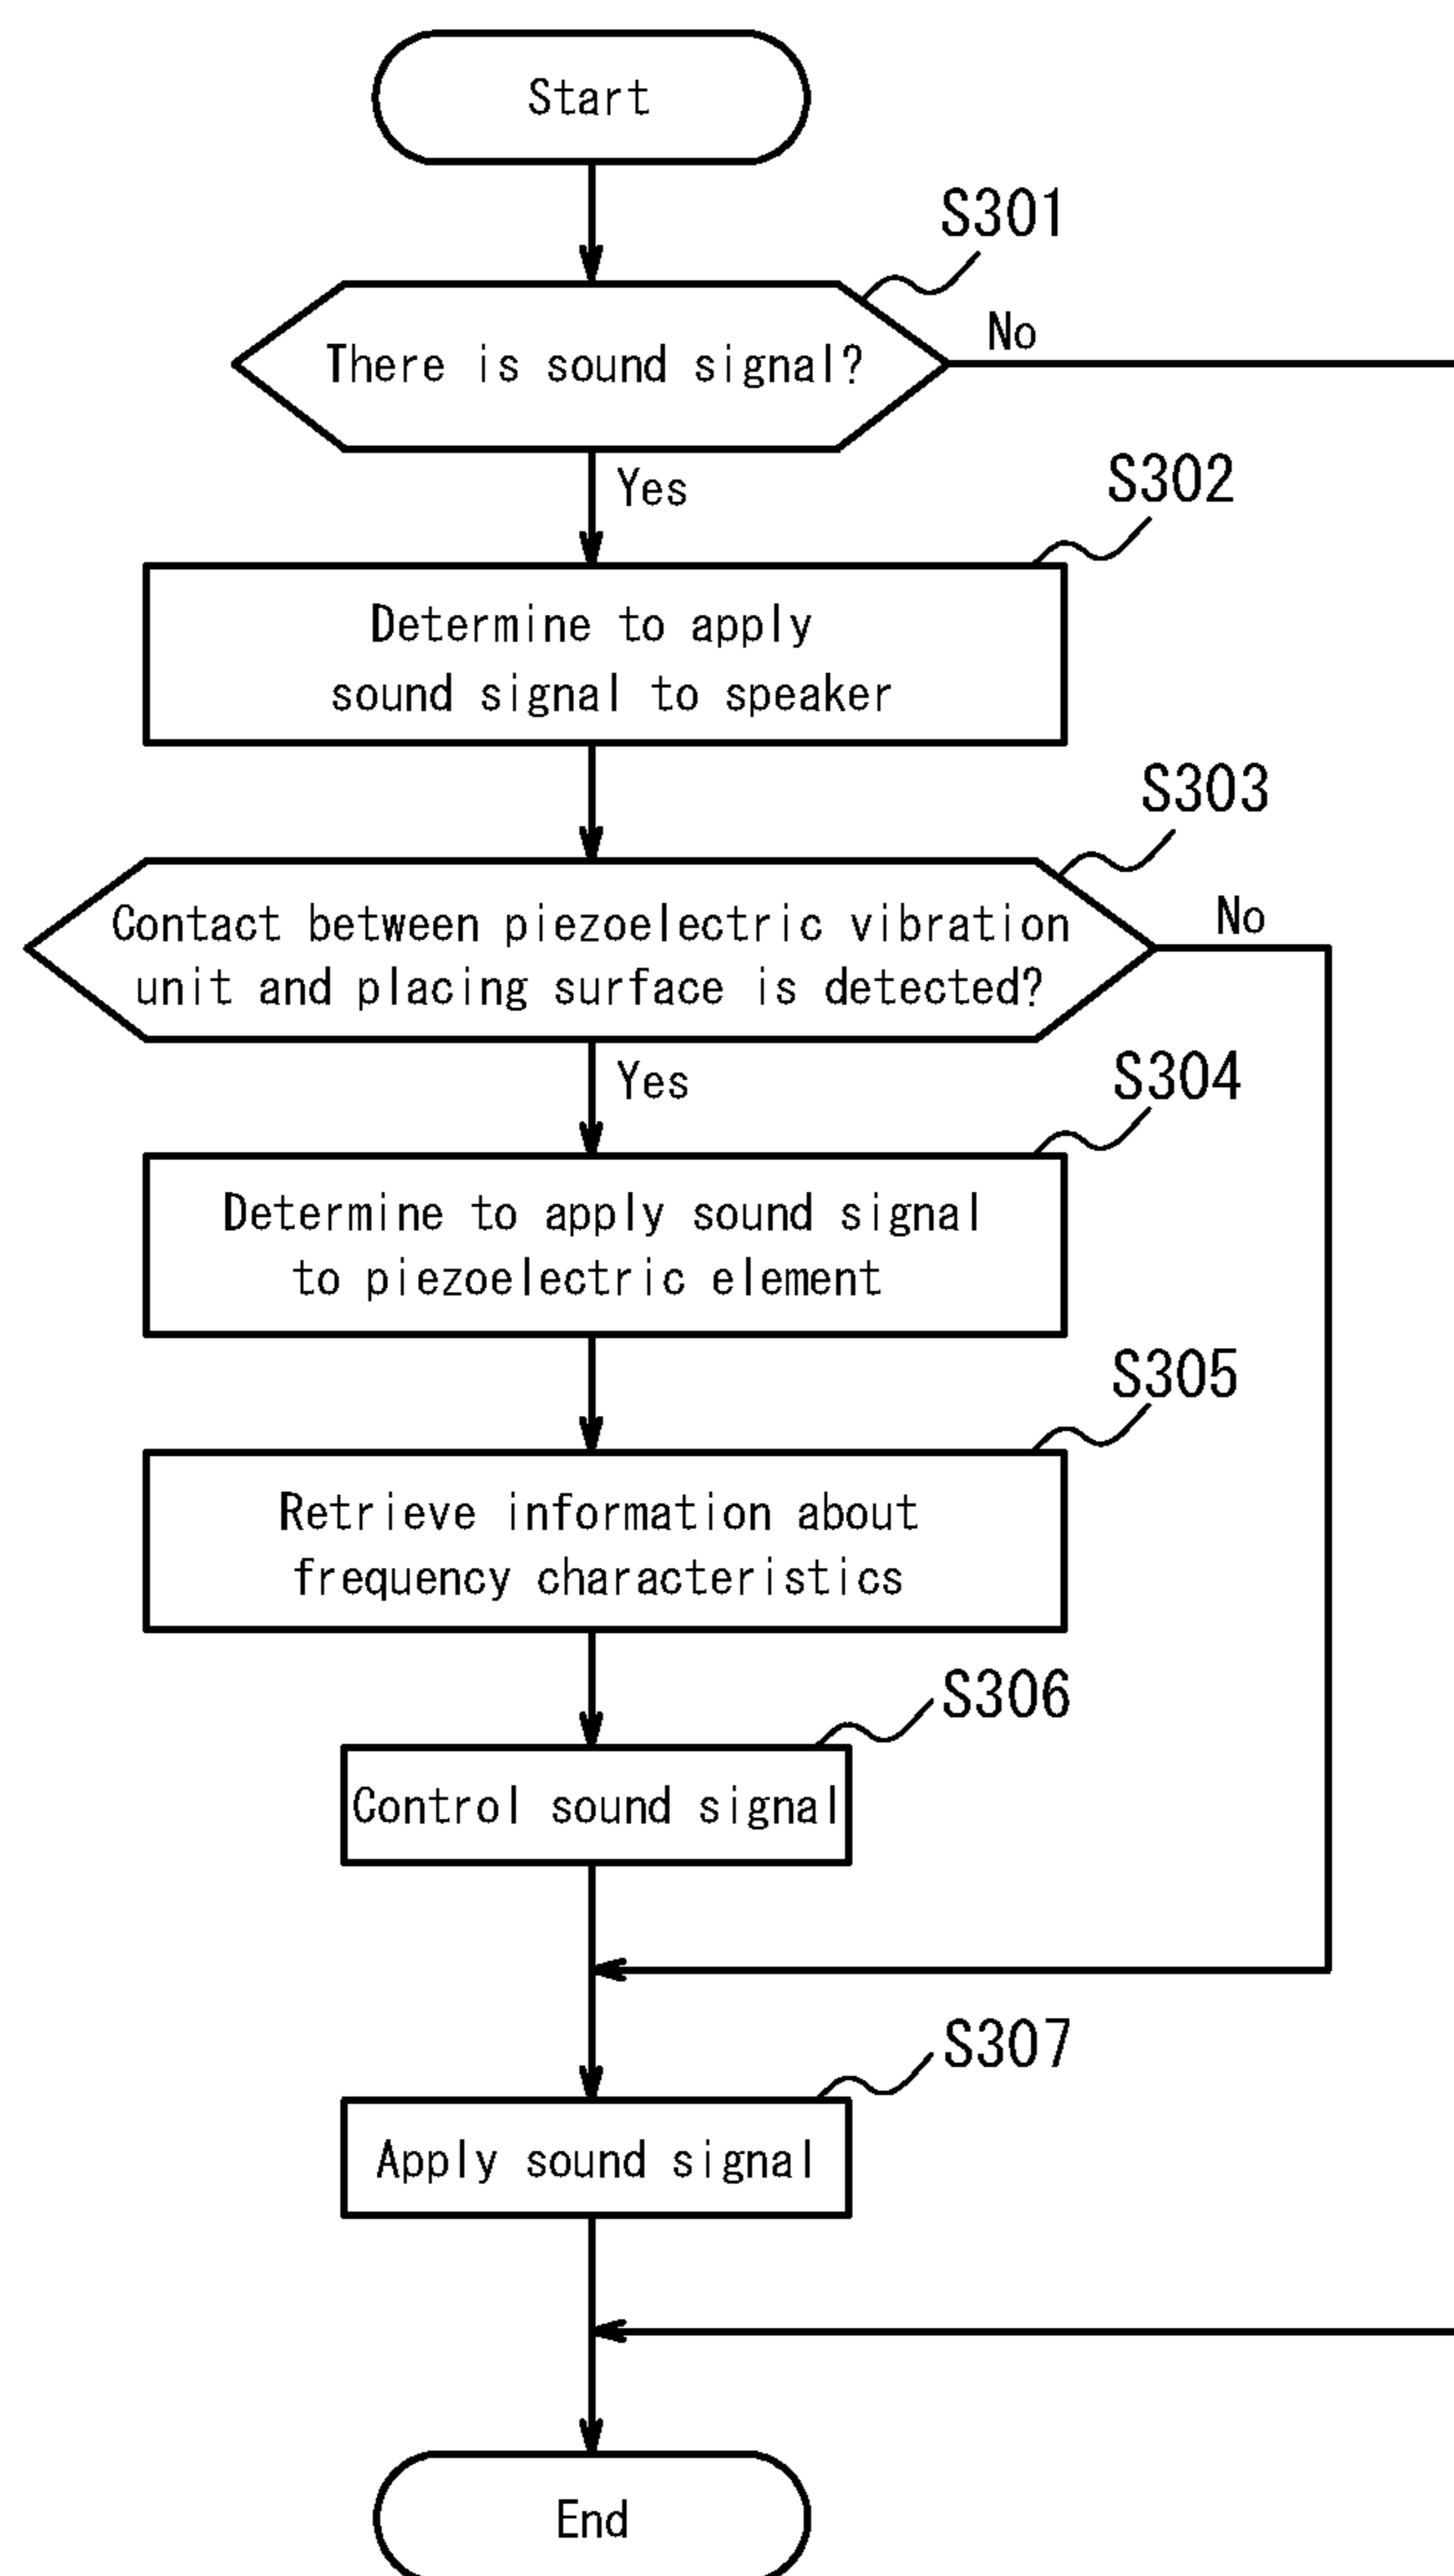 Start
S301
There is sound signal?
No
Yes
S302
Determine to apply
sound signal to speaker
S303
Contact between piezoelectric vibration
unit and placing surface is detected?
No
Yes
S304
Determine to apply sound signal
to piezoelectric element
S305
Retrieve information about
frequency characteristics
S306
Control sound signal
S307
Apply sound signal
End